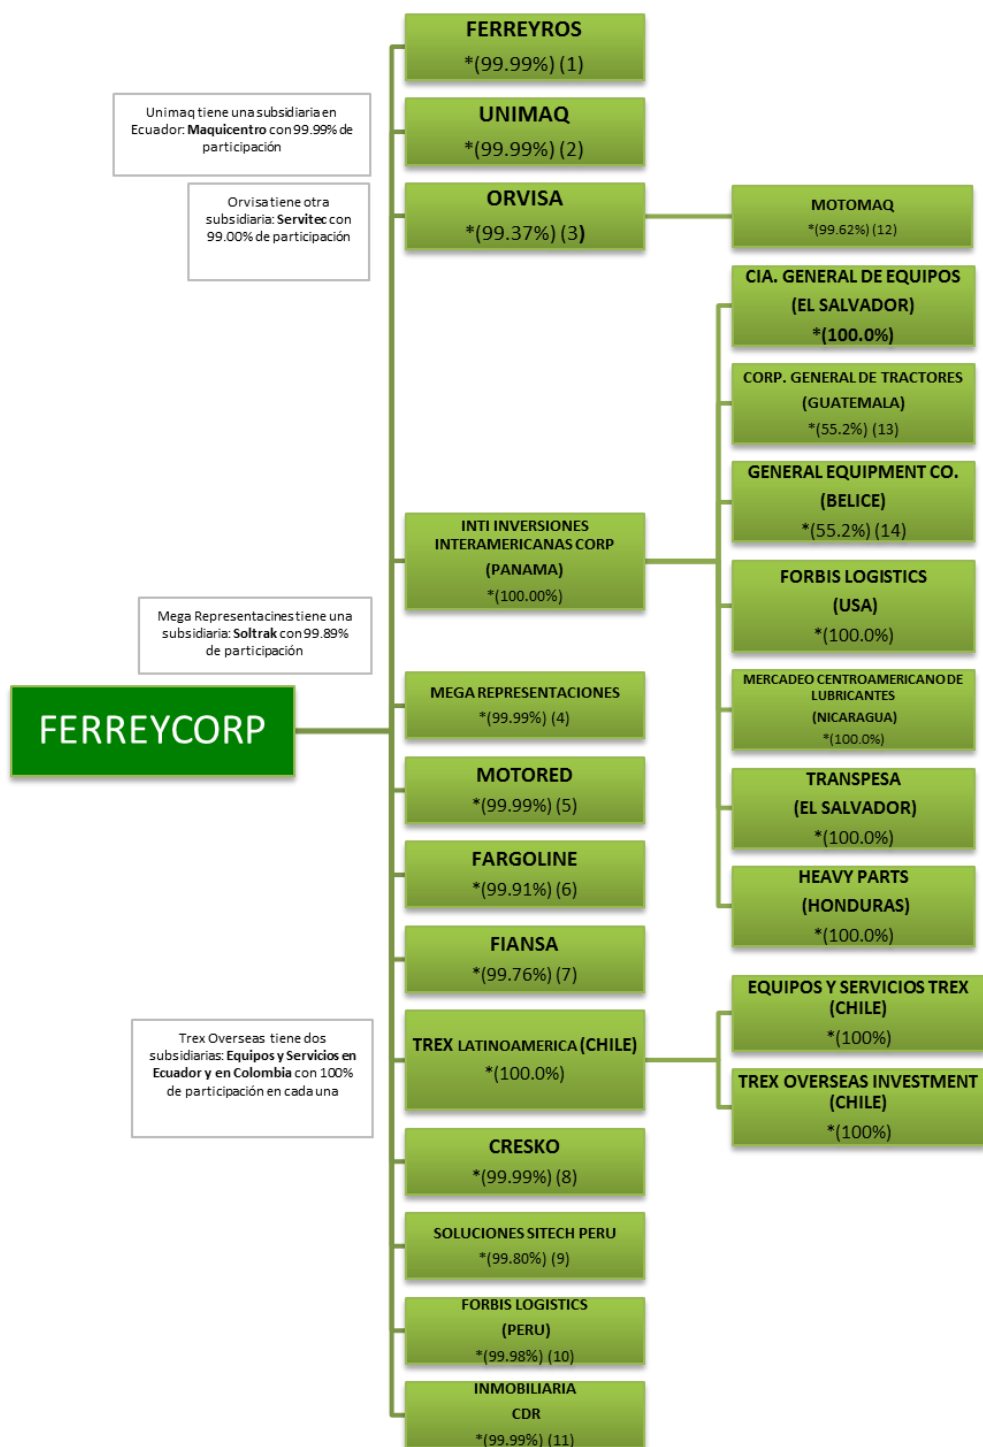 FERREYROS
*(99.99%) (1)
Unimaq tiene una subsidiaria en
Ecuador: Maquicentro con 99.99% de
participación
UNIMAQ
*(99.99%) (2)
Orvisa tiene otra
subsidiaria: Servitec con
99.00% de participación
ORVISA
*(99.37%) (3)
MOTOMAQ
*(99.62%) (12)
CIA. GENERAL DE EQUIPOS
(EL SALVADOR)
*(100.0%)
CORP. GENERAL DE TRACTORES
(GUATEMALA)
*(55.2%) (13)
GENERAL EQUIPMENT CO.
(BELICE)
*(55.2%) (14)
INTI INVERSIONES
INTERAMERICANAS CORP
(PANAMA)
*(100.00%)
FORBIS LOGISTICS
(USA)
*(100.0%)
Mega Representacines tiene una
subsidiaria: Soltrak con 99.89%
de participación
MEGA REPRESENTACIONES
*(99.99%) (4)
MERCADEO CENTROAMERICANO DE
LUBRICANTES
(NICARAGUA)
*(100.0%)
FERREYCORP
MOTORED
*(99.99%) (5)
TRANSPESA
(EL SALVADOR)
*(100.0%)
FARGOLINE
*(99.91%) (6)
HEAVY PARTS
(HONDURAS)
*(100.0%)
FIANSA
*(99.76%) (7)
EQUIPOS Y SERVICIOS TREX
(CHILE)
*(100%)
Trex Overseas tiene dos
subsidiarias: Equipos y Servicios en
Ecuador y en Colombia con 100%
de participación en cada una
TREX LATINOAMERICA (CHILE)
*(100.0%)
TREX OVERSEAS INVESTMENT
(CHILE)
*(100%)
CRESKO
*(99.99%) (8)
SOLUCIONES SITECH PERU
*(99.80%) (9)
FORBIS LOGISTICS
(PERU)
*(99.98%) (10)
INMOBILIARIA
CDR
*(99.99%) (11)